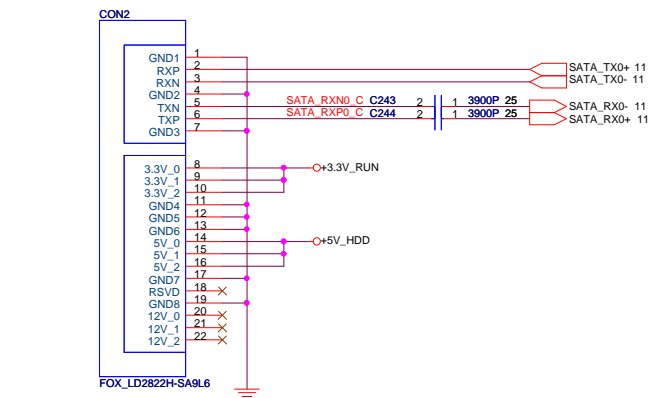 CON2
GND1 1
RXP 2 SATA_TX0+ 11
RXN 3 SATA_TX0- 11
GND2 4
TXN 5 SATA_RXN0_C C243 2 1 3900P 25 SATA_RX0- 11
TXP 6 SATA_RXP0_C C244 2 1 3900P 25 SATA_RX0+ 11
GND3 7
3.3V_0 8 +3.3V_RUN
3.3V_1 9
3.3V_2 10
GND4 11
GND5 12
GND6 13
5V_0 14 +5V_HDD
5V_1 15
5V_2 16
GND7 17
RSVD 18
GND8 19
12V_0 20
12V_1 21
12V_2 22
FOX_LD2822H-SA9L6